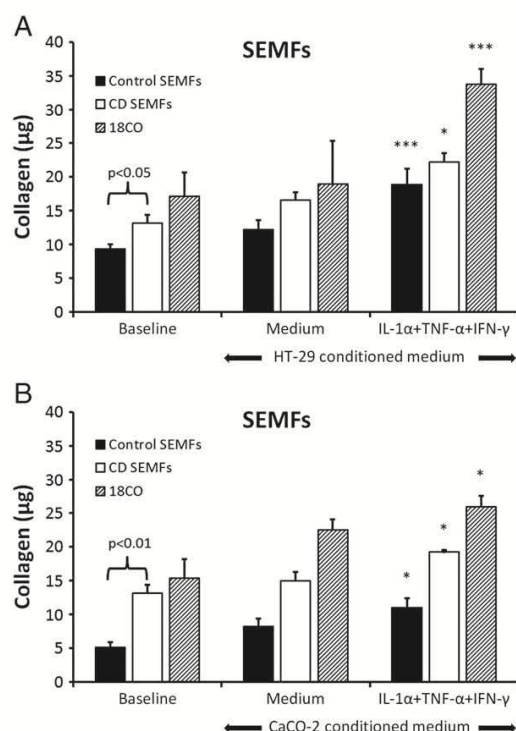 A
SEMFs
40
35
30
25
20
15
10
5
0
Collagen (µg)
Control SEMFs
CD SEMFs
18CO
p<0.05
***
*
***
Baseline
Medium
IL-1α+TNF-α+IFN-γ
HT-29 conditioned medium
B
SEMFs
40
35
30
25
20
15
10
5
0
Collagen (µg)
Control SEMFs
CD SEMFs
18CO
p<0.01
*
*
*
Baseline
Medium
IL-1α+TNF-α+IFN-γ
CaCO-2 conditioned medium